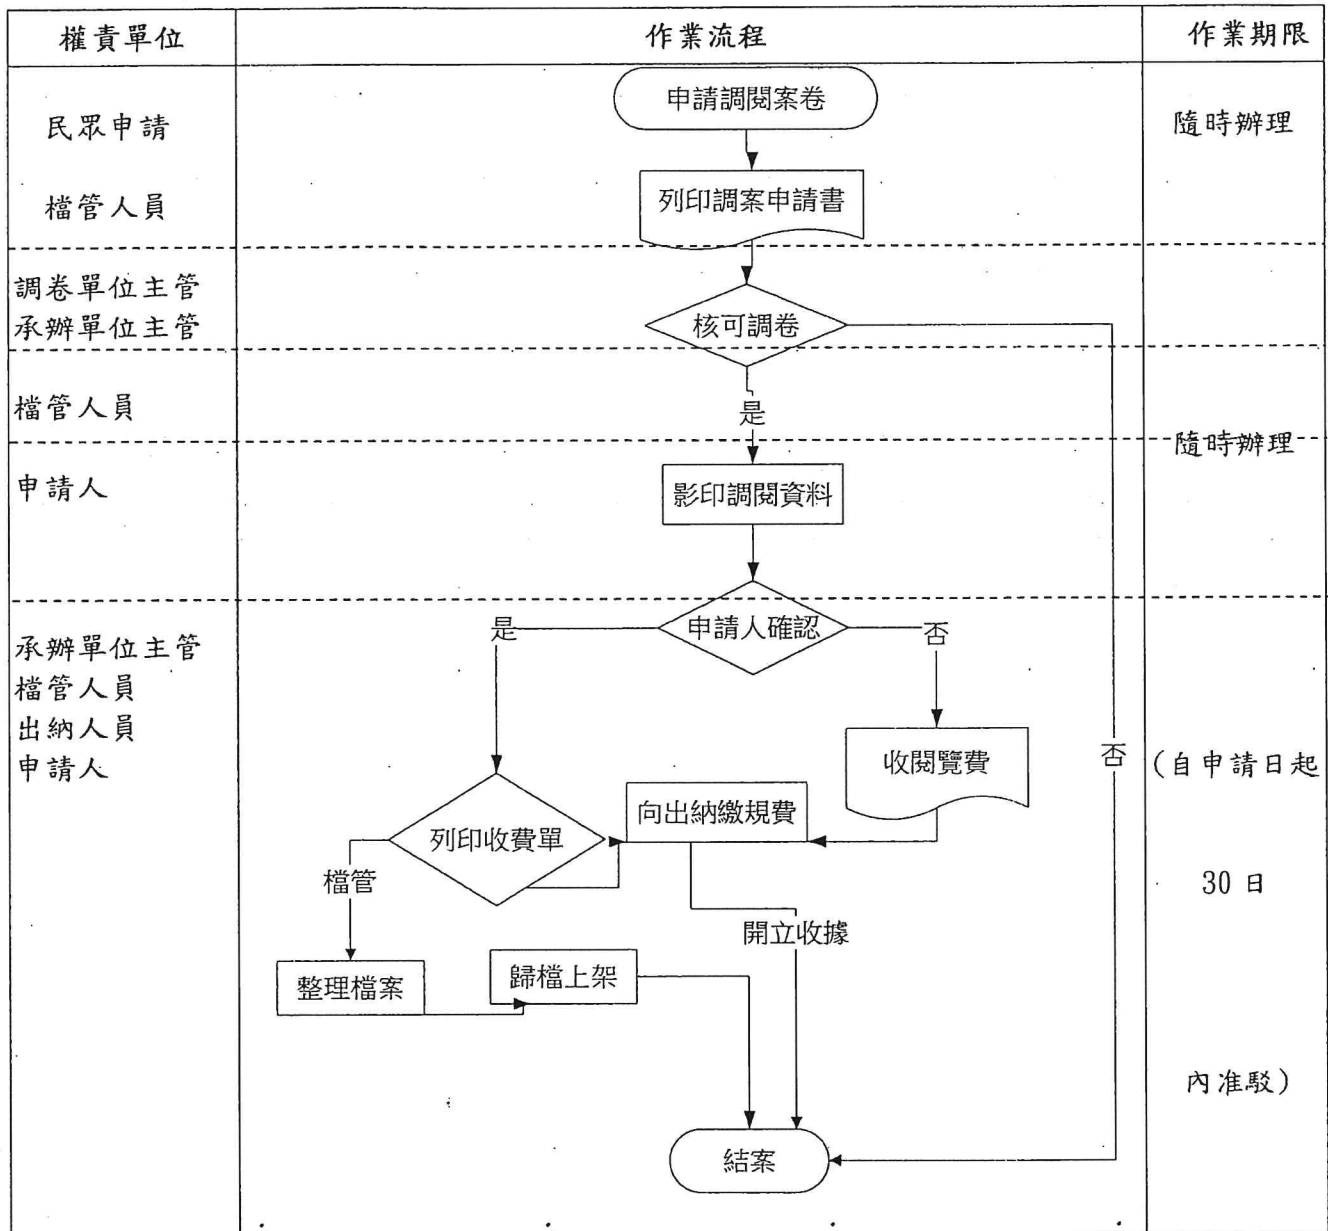 權責單位
作業流程
作業期限
申請調閱案卷
民眾申請
隨時辦理
檔管人員
列印調案申請書
調卷單位主管
承辦單位主管
核可調卷
檔管人員
是
隨時辦理
申請人
影印調閱資料
承辦單位主管
檔管人員
出納人員
申請人
申請人確認
是
否
收閱覽費
否
(自申請日起
向出納繳規費
列印收費單
檔管
30 日
開立收據
整理檔案
歸檔上架
內准駁)
結案